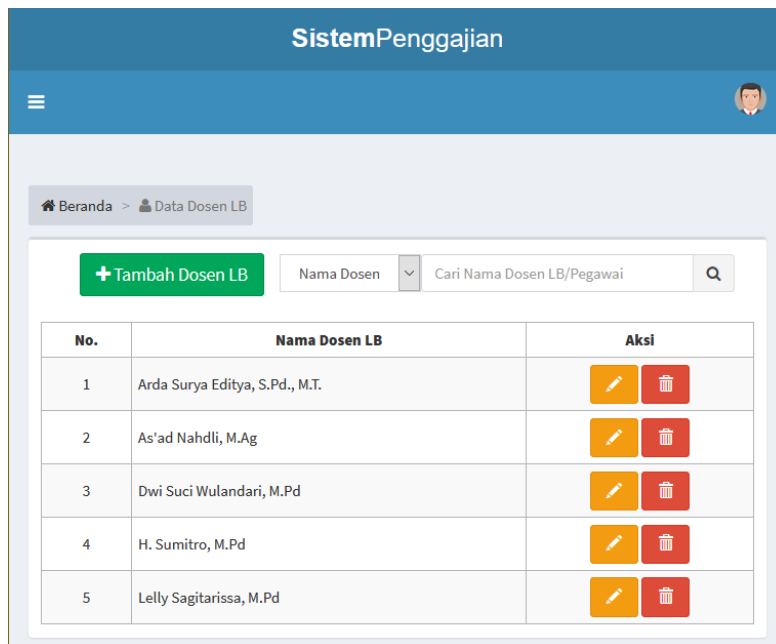 SistemPenggajian
Beranda > Data Dosen LB
Tambah Dosen LB Nama Dosen Cari Nama Dosen LB/Pegawai
No. Nama Dosen LB Aksi
1 Arda Surya Editya, S.Pd., M.T.
2 As'ad Nahdli, M.Ag
3 Dwi Suci Wulandari, M.Pd
4 H. Sumitro, M.Pd
5 Lelly Sagitarissa, M.Pd